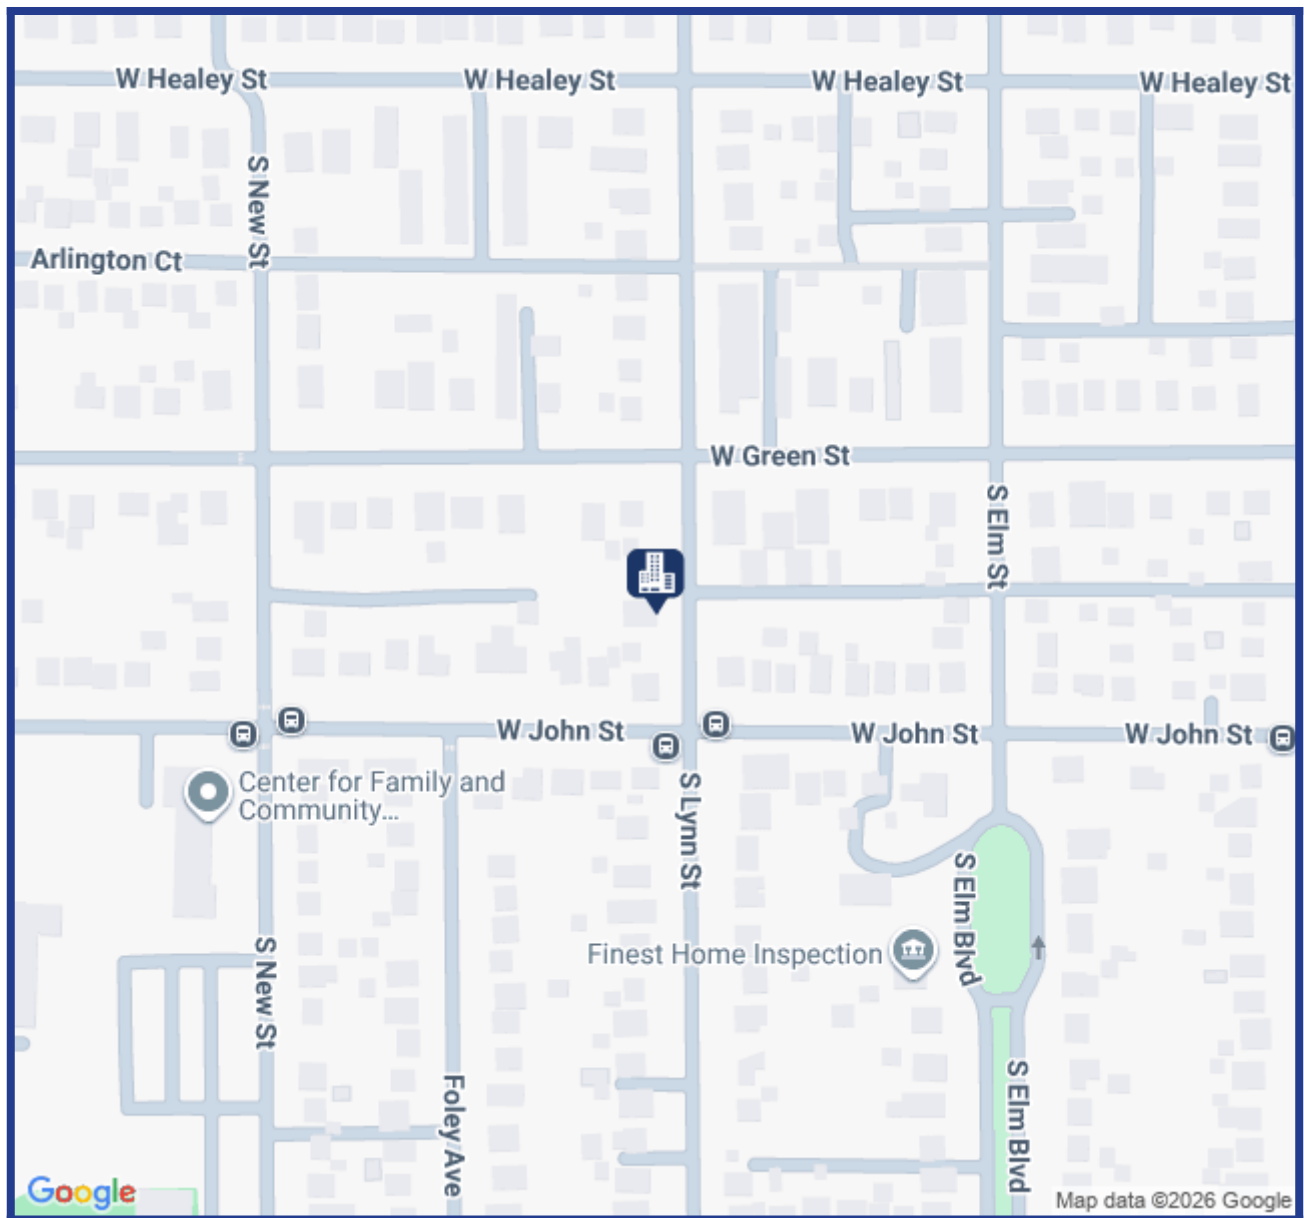 W Healey St
W Healey St
W Healey St
W Healey St
S New St
Arlington Ct
W Green St
S Elm St
W John St
W John St
W John St
Center for Family and
Community...
S Lynn St
S Elm Blvd
Finest Home Inspection
S New St
Foley Ave
S Elm Blvd
Google
Map data ©2026 Google